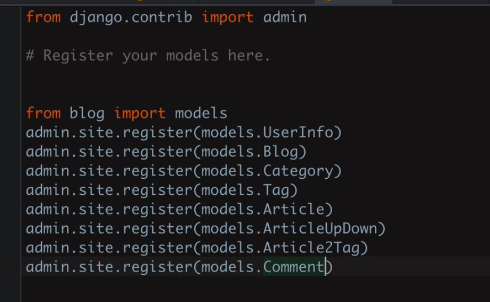 from django.contrib import admin
# Register your models here.
from blog import models
admin.site.register(models.UserInfo)
admin.site.register(models.Blog)
admin.site.register(models.Category)
admin.site.register(models.Tag)
admin.site.register(models.Article)
admin.site.register(models.ArticleUpDown)
admin.site.register(models.Article2Tag)
admin.site.register(models.Comment)